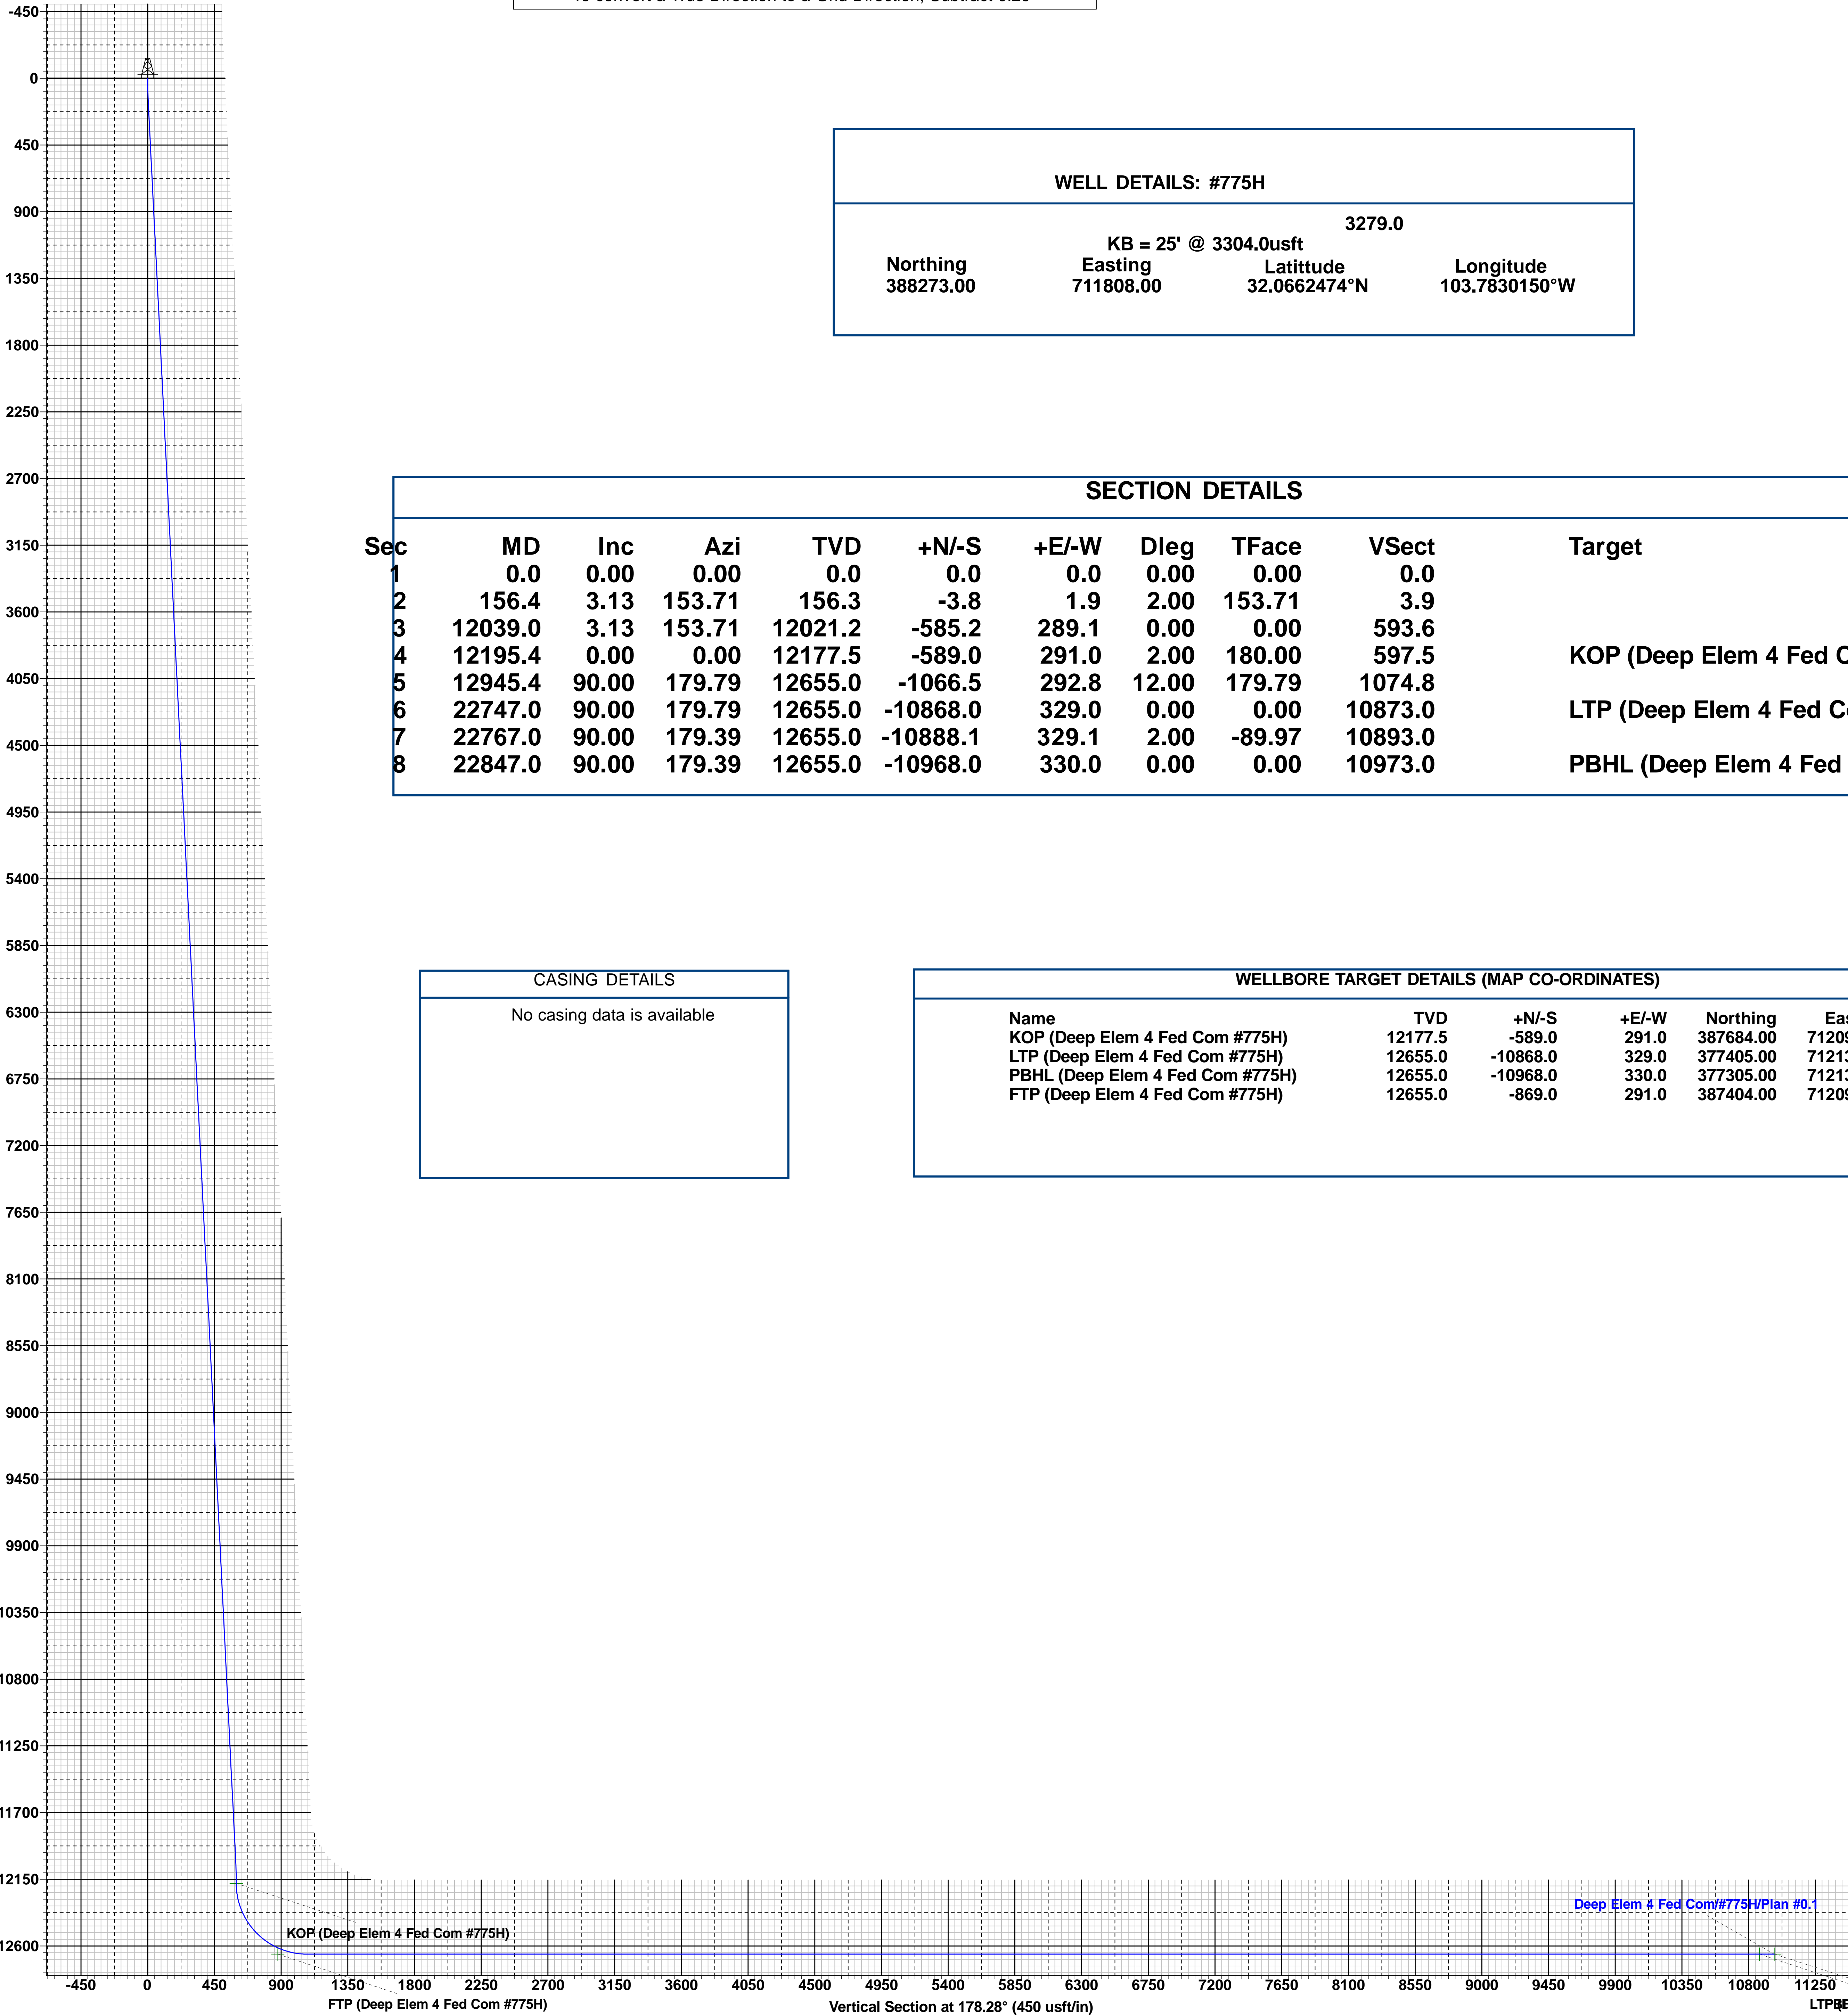 WELL DETAILS: #775H
3279.0
KB = 25' @ 3304.0usft
Northing Easting Latittude Longitude
388273.00 711808.00 32.0662474°N 103.7830150°W
SECTION DETAILS
Sec MD Inc Azi TVD +N/-S +E/-W Dleg TFace VSect Target
1 0.0 0.00 0.00 0.0 0.0 0.0 0.00 0.00 0.0
2 156.4 3.13 153.71 156.3 -3.8 1.9 2.00 153.71 3.9
3 12039.0 3.13 153.71 12021.2 -585.2 289.1 0.00 0.00 593.6
4 12195.4 0.00 0.00 12177.5 -589.0 291.0 2.00 180.00 597.5 KOP (Deep Elem 4 Fed C
5 12945.4 90.00 179.79 12655.0 -1066.5 292.8 12.00 179.79 1074.8
6 22747.0 90.00 179.79 12655.0 -10868.0 329.0 0.00 0.00 10873.0 LTP (Deep Elem 4 Fed Co
7 22767.0 90.00 179.39 12655.0 -10888.1 329.1 2.00 -89.97 10893.0
8 22847.0 90.00 179.39 12655.0 -10968.0 330.0 0.00 0.00 10973.0 PBHL (Deep Elem 4 Fed
CASING DETAILS
No casing data is available
WELLBORE TARGET DETAILS (MAP CO-ORDINATES)
Name TVD +N/-S +E/-W Northing Eas
KOP (Deep Elem 4 Fed Com #775H) 12177.5 -589.0 291.0 387684.00 71209
LTP (Deep Elem 4 Fed Com #775H) 12655.0 -10868.0 329.0 377405.00 71213
PBHL (Deep Elem 4 Fed Com #775H) 12655.0 -10968.0 330.0 377305.00 71213
FTP (Deep Elem 4 Fed Com #775H) 12655.0 -869.0 291.0 387404.00 71209
-450
0
450
900
1350
1800
2250
2700
3150
3600
4050
4500
4950
5400
5850
6300
6750
7200
7650
8100
8550
9000
9450
9900
10350
10800
11250
11700
12150
12600
Deep Elem 4 Fed Com/#775H/Plan #0.1
KOP (Deep Elem 4 Fed Com #775H)
-450 0 450 900 1350 1800 2250 2700 3150 3600 4050 4500 4950 5400 5850 6300 6750 7200 7650 8100 8550 9000 9450 9900 10350 10800 11250
FTP (Deep Elem 4 Fed Com #775H)
Vertical Section at 178.28° (450 usft/in)